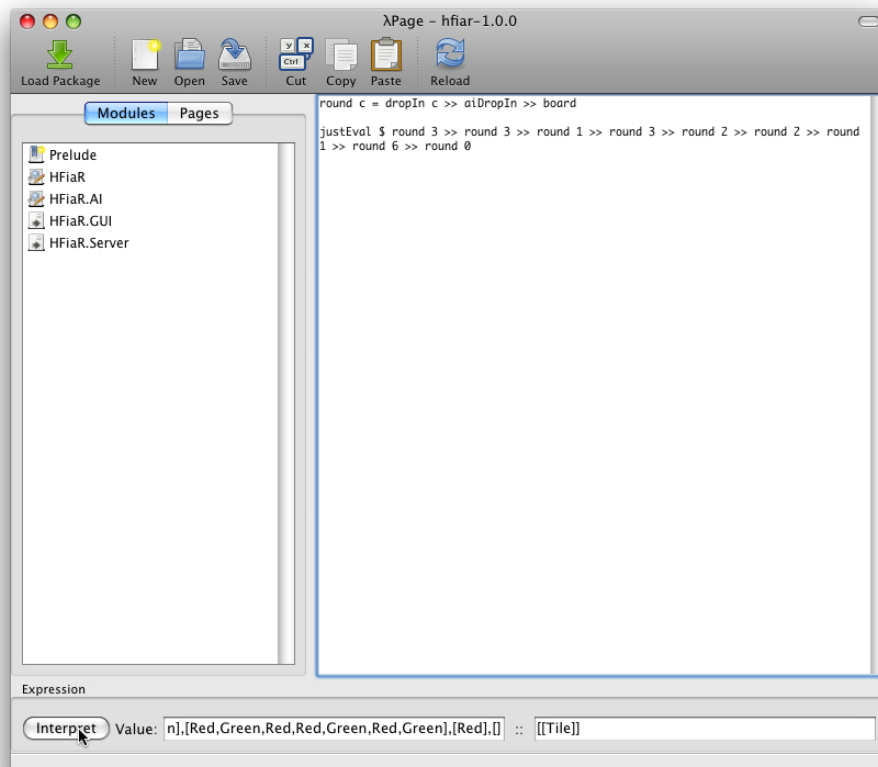 λPage - hfiar-1.0.0
Load Package New Open Save Cut Copy Paste Reload
y x
Ctrl
Modules Pages
Prelude
HFiaR
HFiaR.AI
HFiaR.GUI
HFiaR.Server
round c = dropIn c >> aiDropIn >> board
justEval $ round 3 >> round 3 >> round 1 >> round 3 >> round 2 >> round 2 >> round
1 >> round 6 >> round 0
Expression
Interpret Value: n],[Red,Green,Red,Red,Green,Red,Green],[Red],[] :: [[Tile]]